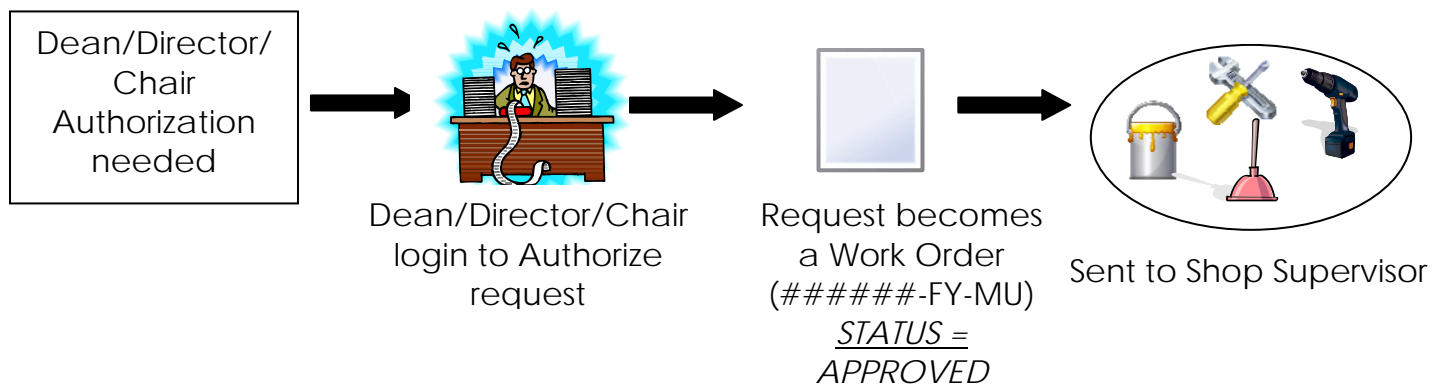 Dean/Director/
Chair
Authorization
needed
Dean/Director/Chair
login to Authorize
request
Request becomes
a Work Order
(######-FY-MU)
STATUS =
APPROVED
Sent to Shop Supervisor